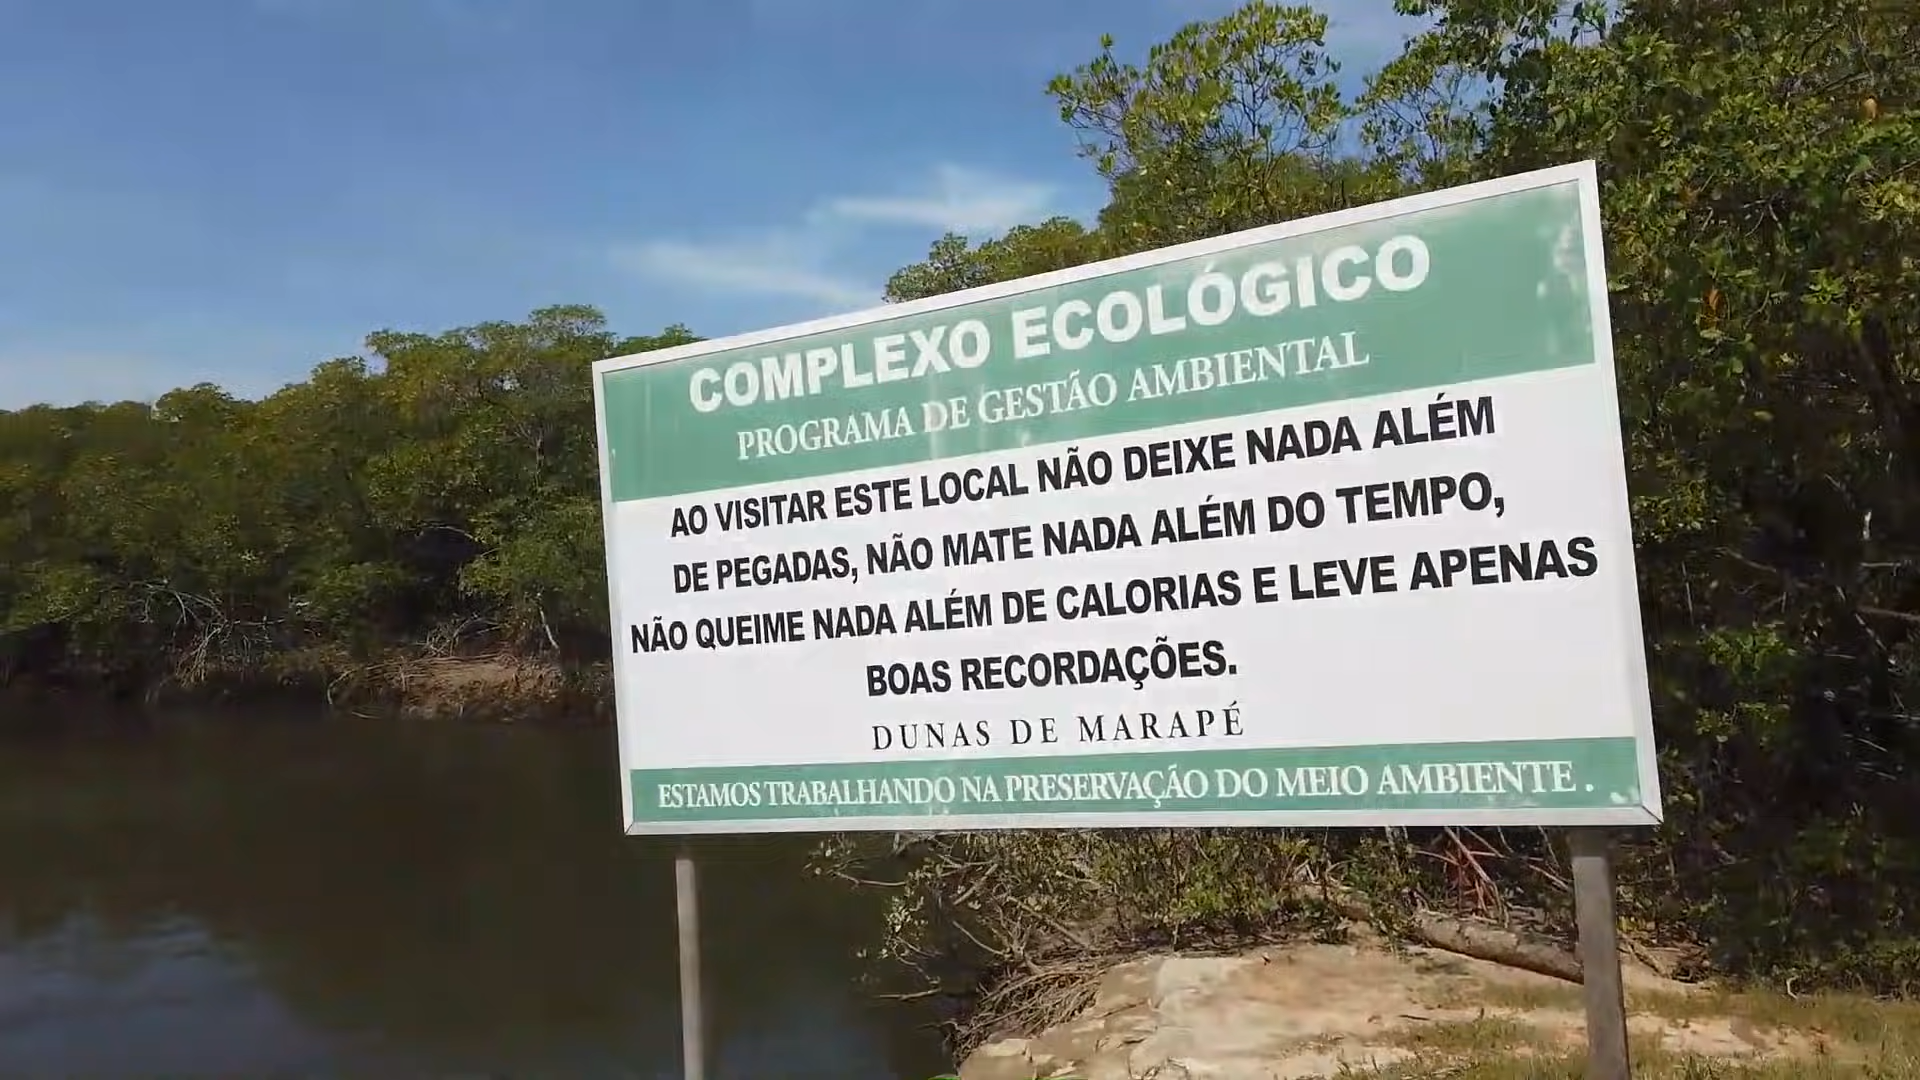 COMPLEXO ECOLÓGICO
PROGRAMA DE GESTÃO AMBIENTAL
AO VISITAR ESTE LOCAL NÃO DEIXE NADA ALÉM
DE PEGADAS, NÃO MATE NADA ALÉM DO TEMPO,
NÃO QUEIME NADA ALÉM DE CALORIAS E LEVE APENAS
BOAS RECORDAÇÕES.
DUNAS DE MARAPÉ
ESTAMOS TRABALHANDO NA PRESERVAÇÃO DO MEIO AMBIENTE .